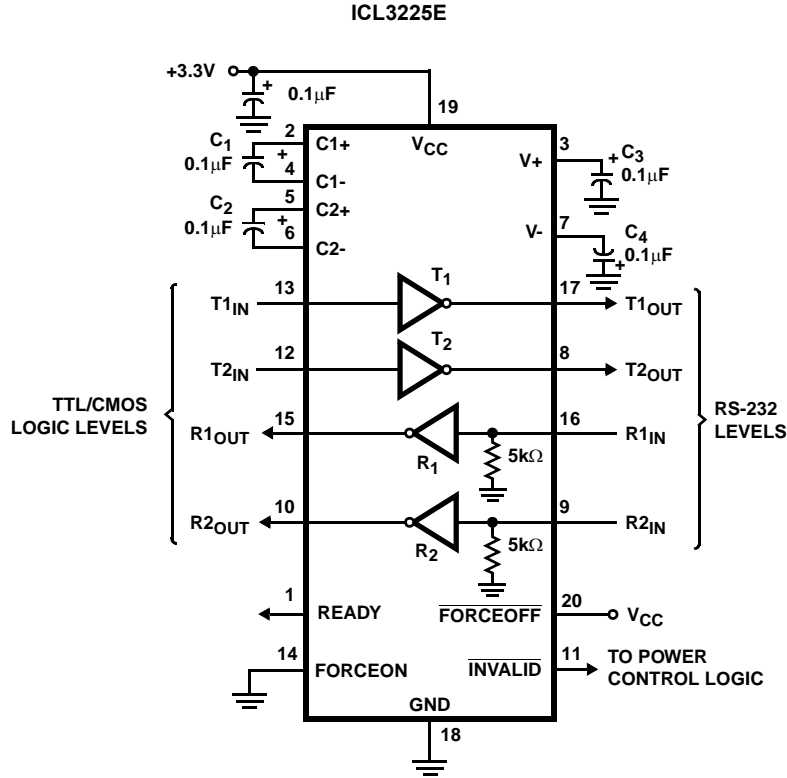 ICL3225E
+3.3V
+
0.1μF
19
VCC
C1
0.1μF
+
2
C1+
4
C1-
C2
0.1μF
+
5
C2+
6
C2-
3
V+
+
C3
0.1μF
7
V-
C4
0.1μF
+
T1IN
13
T1
17
T1OUT
T2IN
12
T2
8
T2OUT
TTL/CMOS
LOGIC LEVELS
RS-232
LEVELS
R1OUT
15
R1
5kΩ
16
R1IN
R2OUT
10
R2
5kΩ
9
R2IN
1
READY
FORCEOFF
20
VCC
14
FORCEON
INVALID
11
TO POWER
CONTROL LOGIC
GND
18